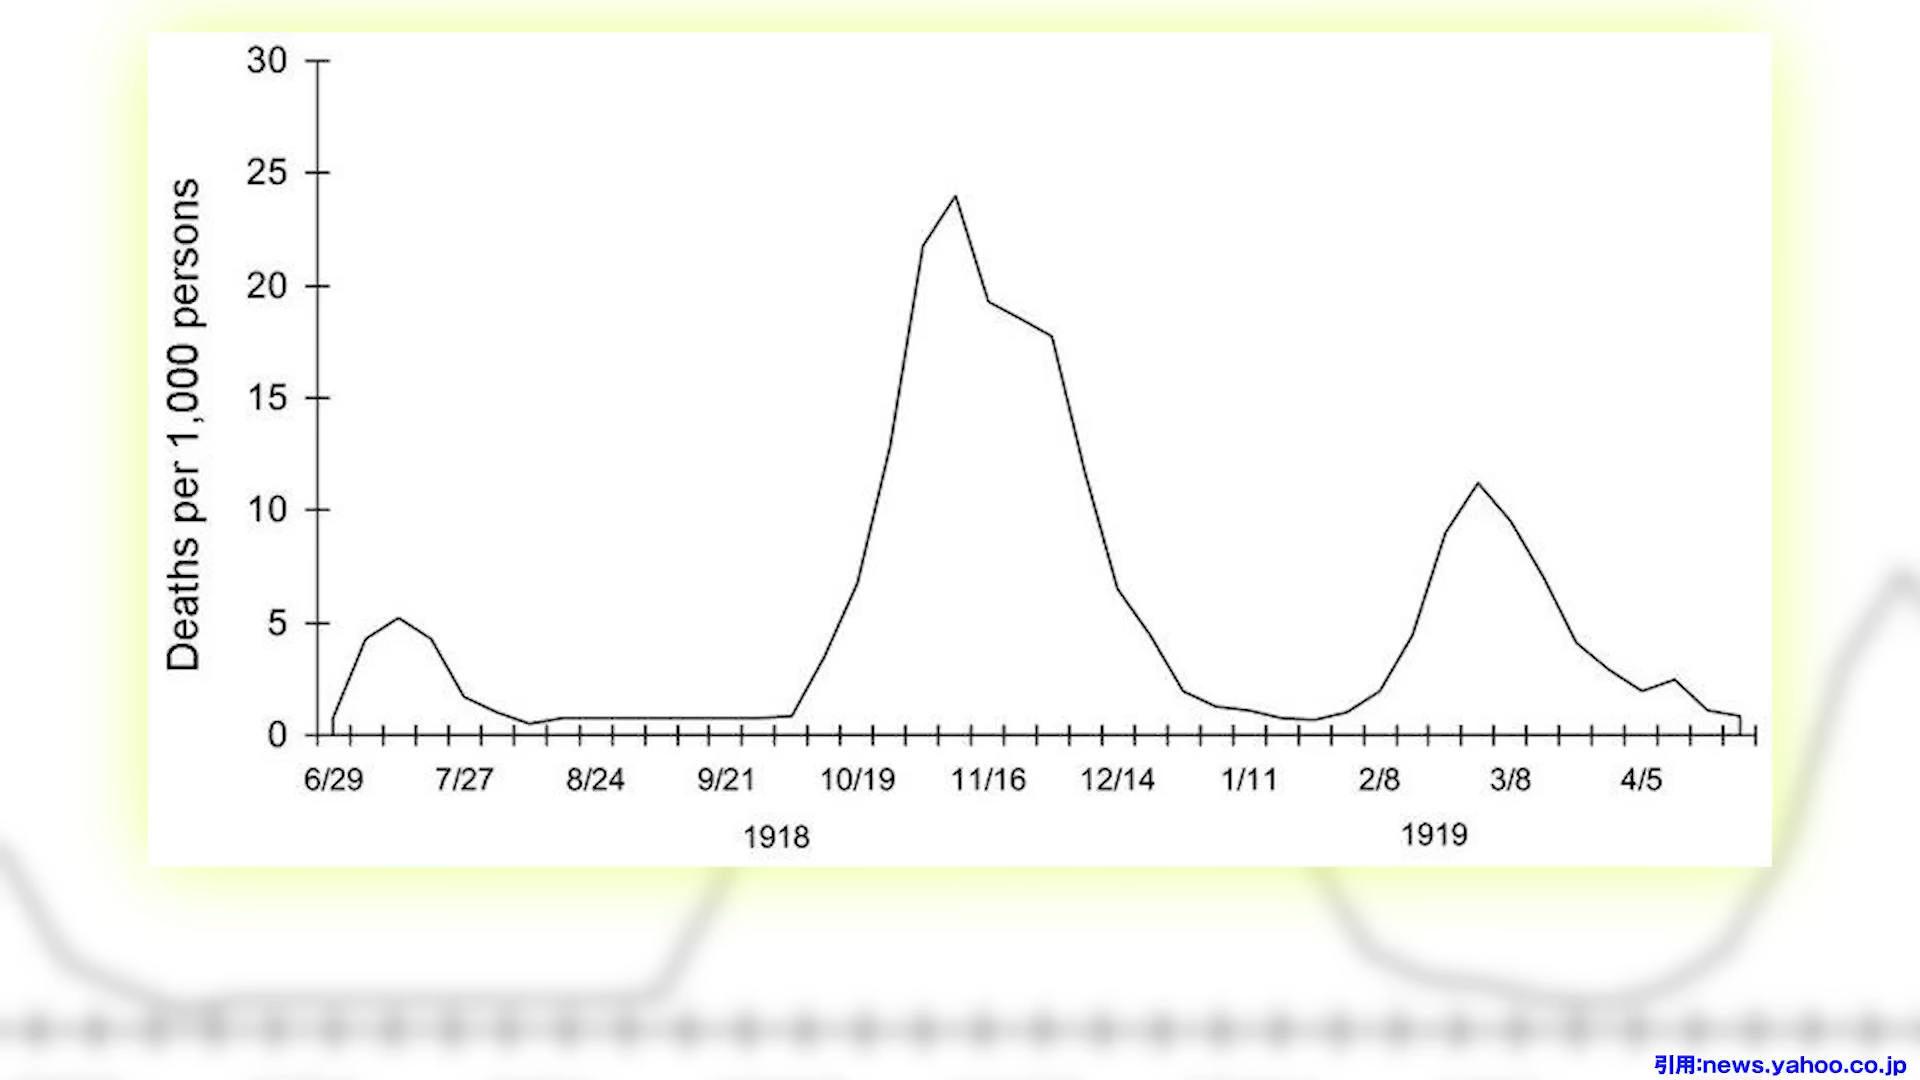 Deaths per 1,000 persons
30
25
20
15
10
5
0
6/29 7/27 8/24 9/21 10/19 11/16 12/14 1/11 2/8 3/8 4/5
1918 1919
引用:news.yahoo.co.jp